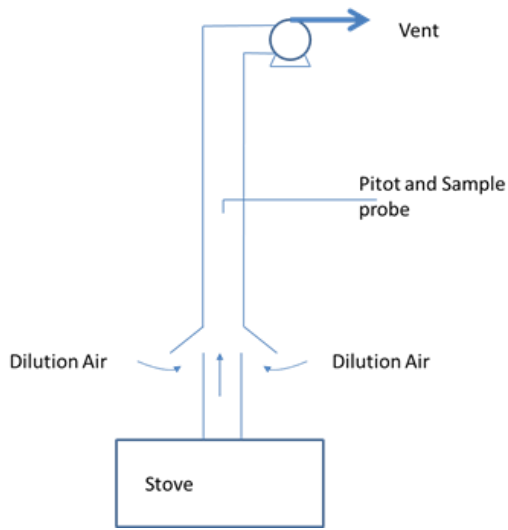 Vent
Pitot and Sample
probe
Dilution Air
Dilution Air
Stove